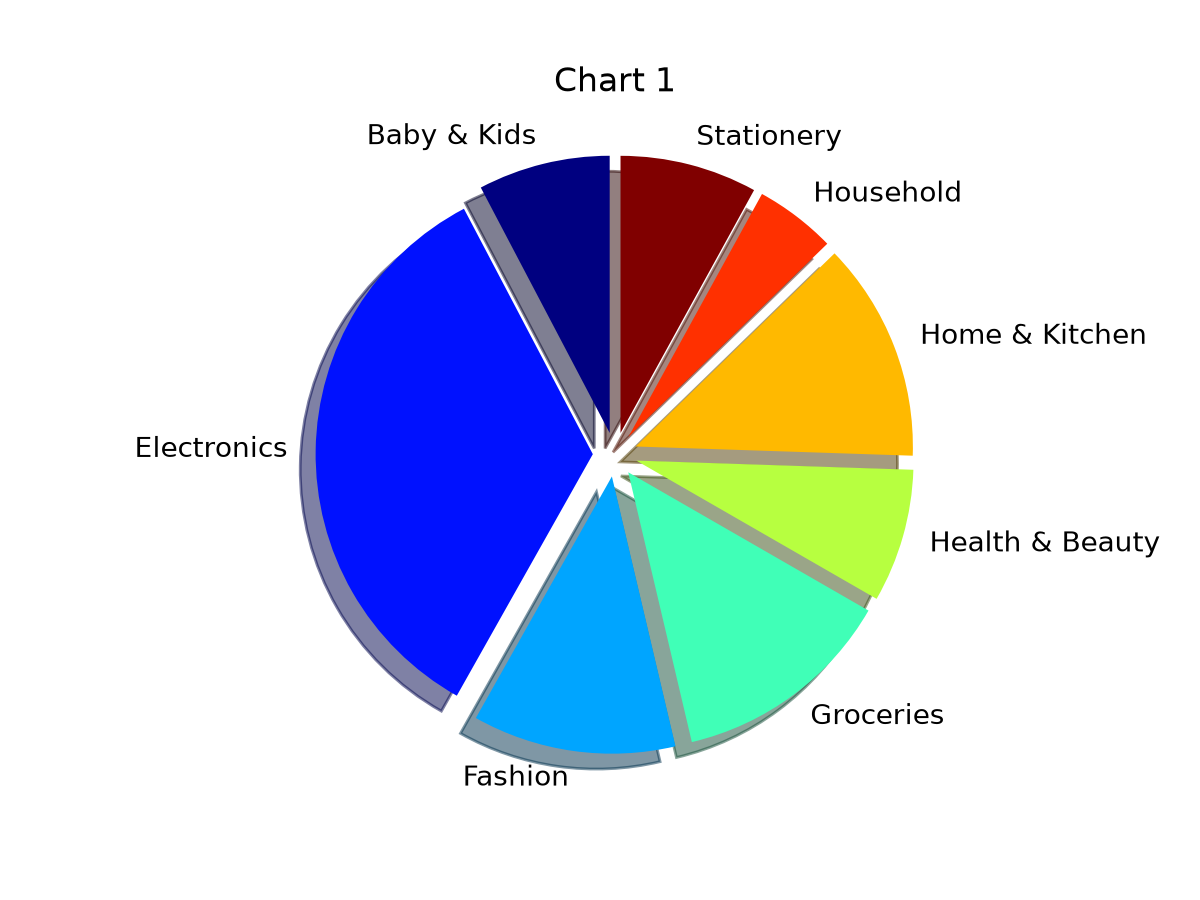 Chart 1
Baby & Kids
Stationery
Household
Home & Kitchen
Electronics
Health & Beauty
Groceries
Fashion